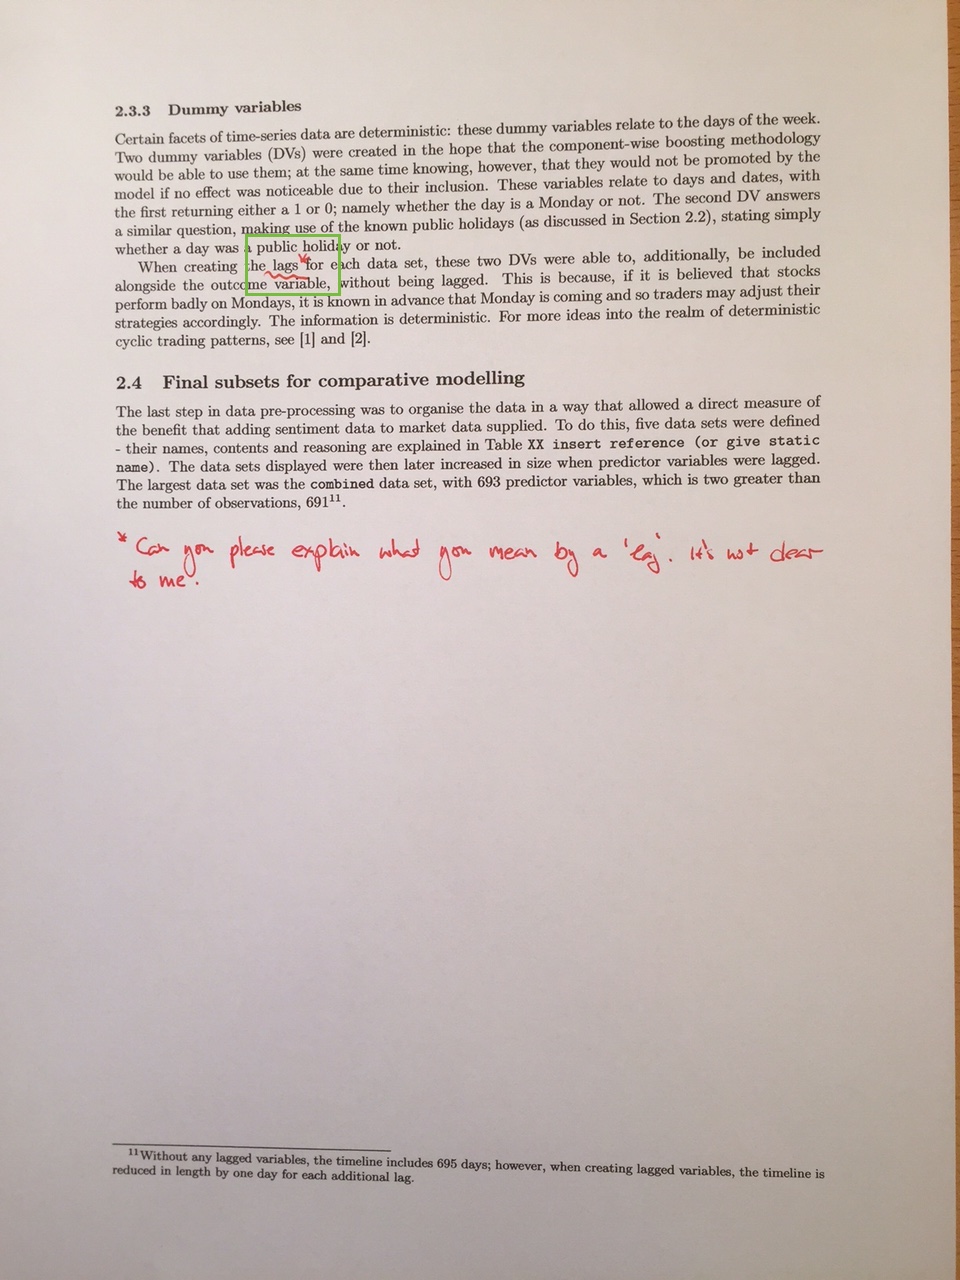 2.3.3 Dummy variables
Certain facets of time-series data are deterministic: these dummy variables relate to the days of the week.
Two dummy variables (DVs) were created in the hope that the component-wise boosting methodology
would be able to use them; at the same time knowing, however, that they would not be promoted by the
model if no effect was noticeable due to their inclusion. These variables relate to days and dates, with
the first returning either a 1 or 0; namely whether the day is a Monday or not. The second DV answers
a similar question, making use of the known public holidays (as discussed in Section 2.2), stating simply
whether a day was a public holiday or not.
When creating the lags* for each data set, these two DVs were able to, additionally, be included
alongside the outcome variable, without being lagged. This is because, if it is believed that stocks
perform badly on Mondays, it is known in advance that Monday is coming and so traders may adjust their
strategies accordingly. The information is deterministic. For more ideas into the realm of deterministic
cyclic trading patterns, see [1] and [2].
2.4 Final subsets for comparative modelling
The last step in data pre-processing was to organise the data in a way that allowed a direct measure of
the benefit that adding sentiment data to market data supplied. To do this, five data sets were defined
- their names, contents and reasoning are explained in Table XX insert reference (or give static
name). The data sets displayed were then later increased in size when predictor variables were lagged.
The largest data set was the combined data set, with 693 predictor variables, which is two greater than
the number of observations, 691¹¹.
* Can you please explain what you mean by a 'lag'. It's not clear
to me.
¹¹Without any lagged variables, the timeline includes 695 days; however, when creating lagged variables, the timeline is
reduced in length by one day for each additional lag.